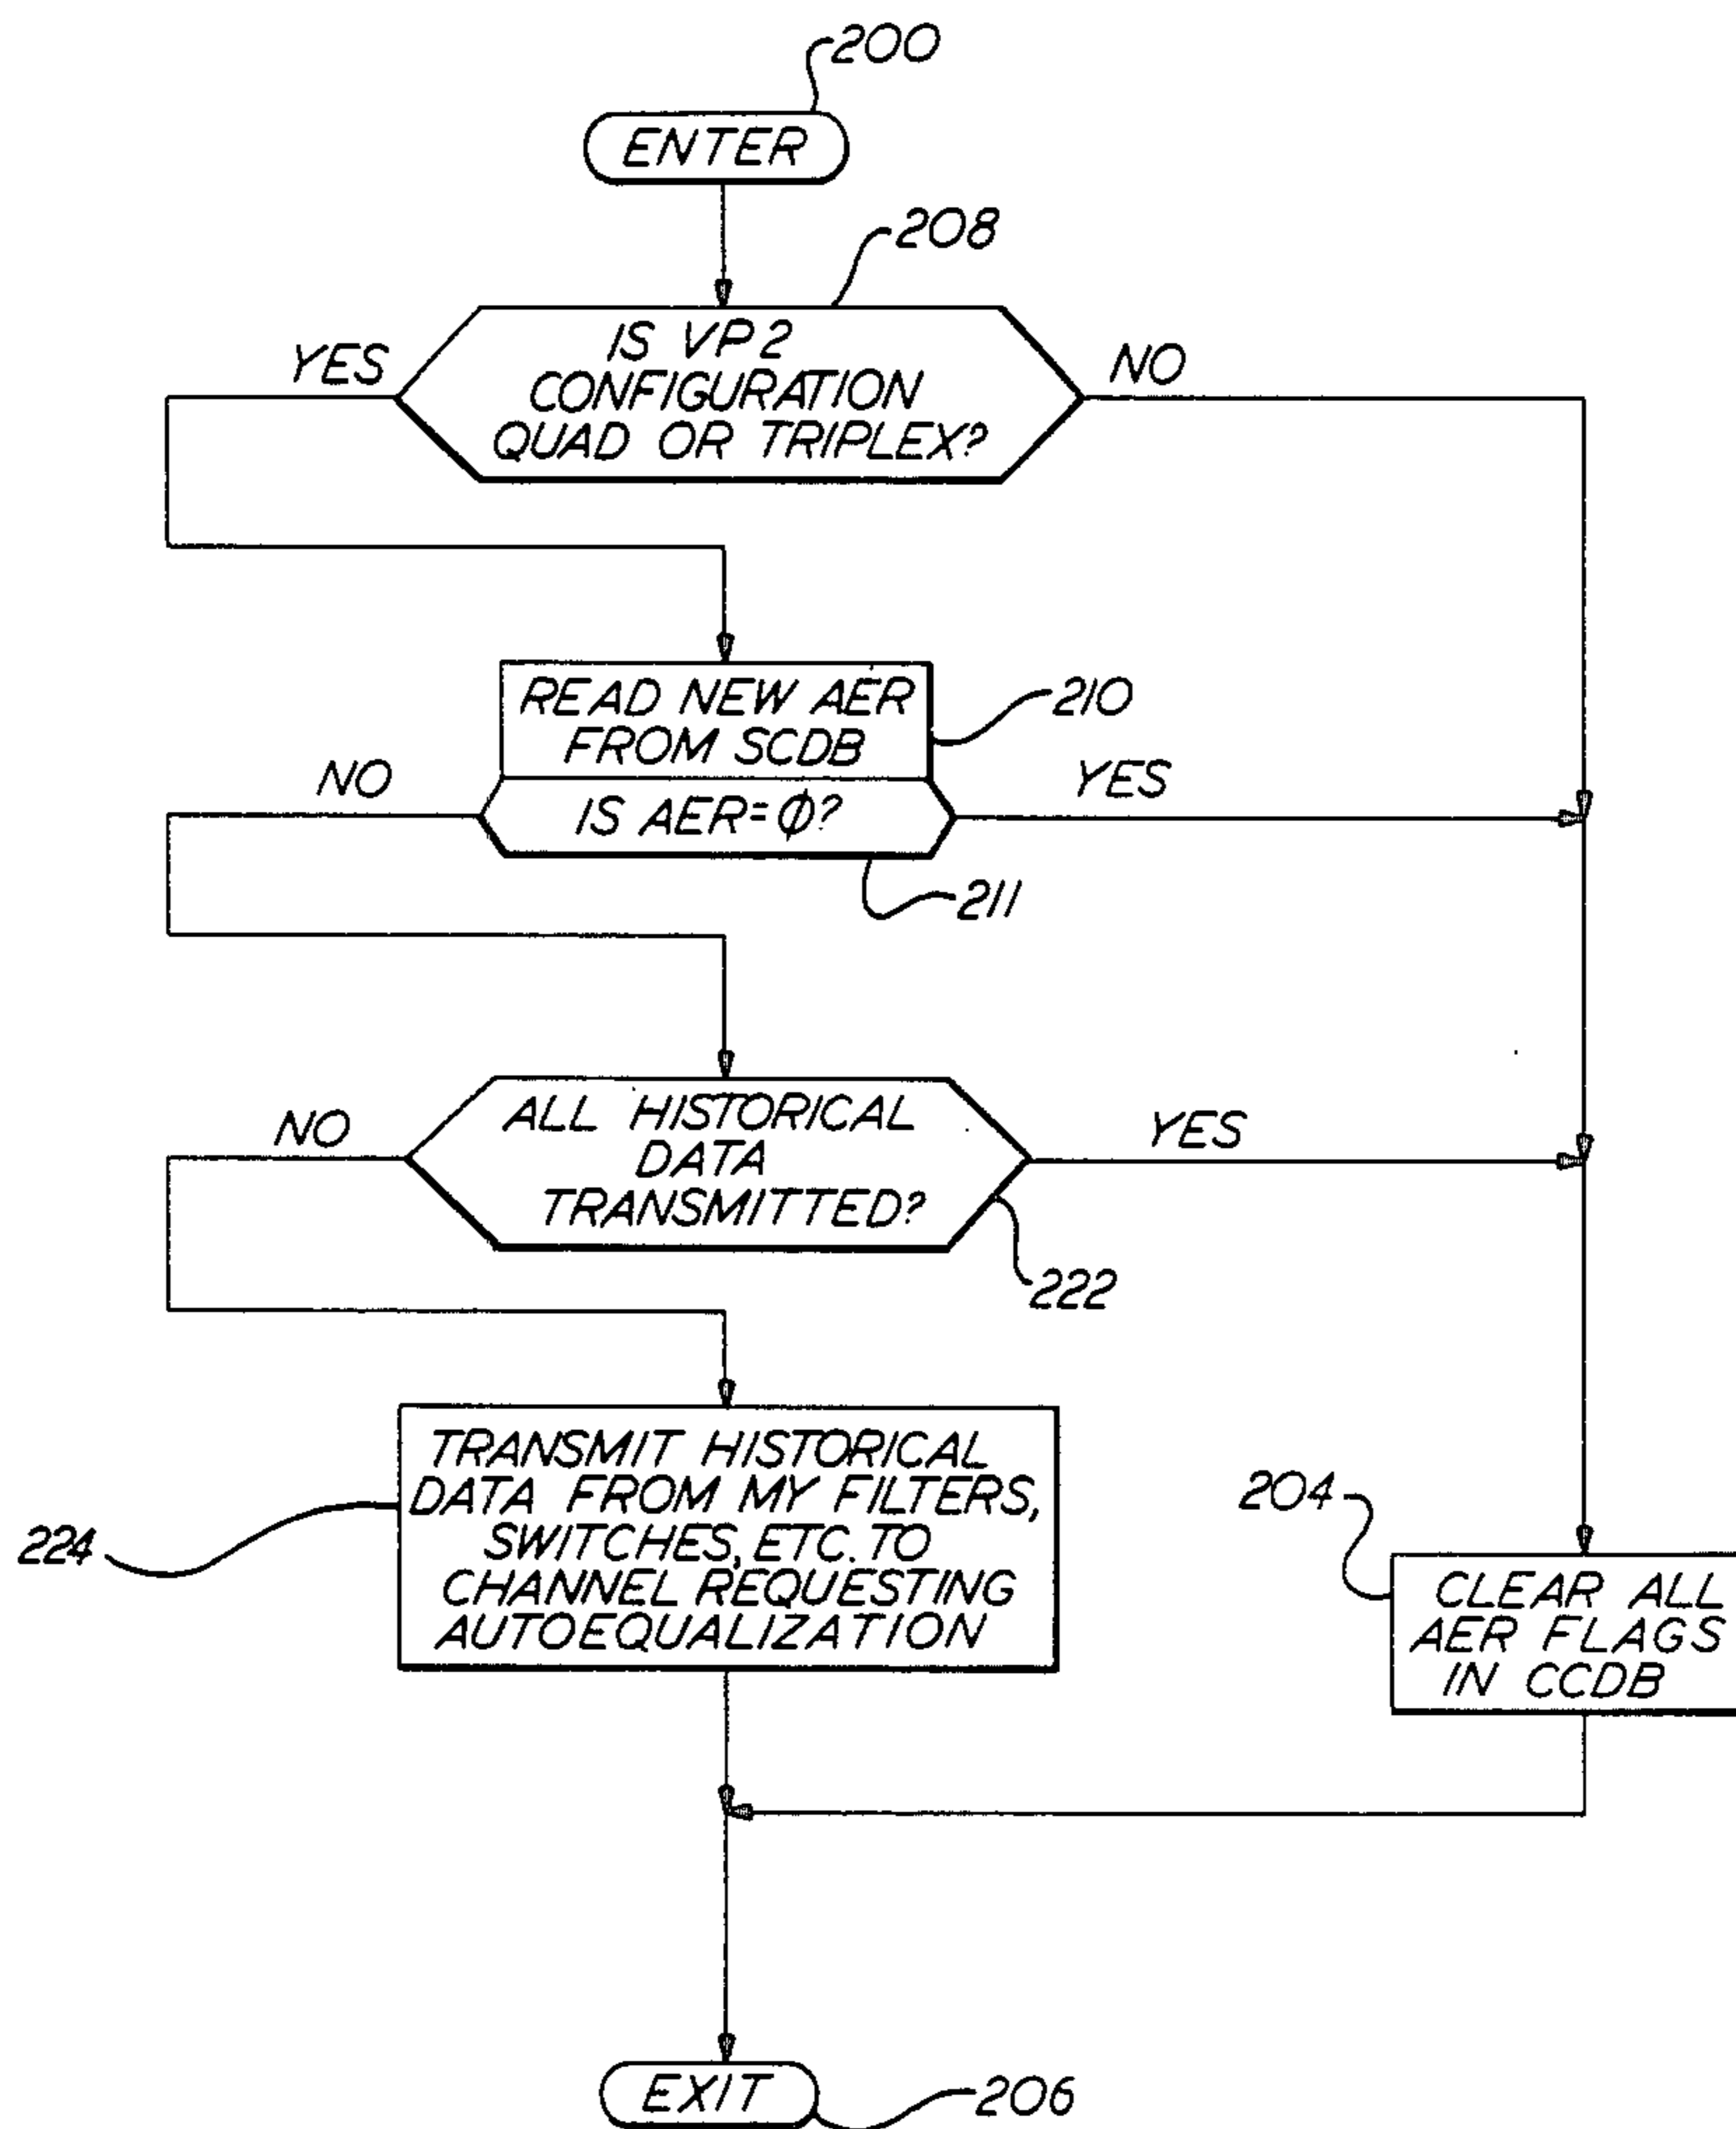 200
ENTER
208
IS VP2
CONFIGURATION
QUAD OR TRIPLEX?
YES
NO
READ NEW AER
FROM SCDB
210
NO
IS AER=Ø?
YES
211
ALL HISTORICAL
DATA
TRANSMITTED?
NO
YES
222
TRANSMIT HISTORICAL
DATA FROM MY FILTERS,
SWITCHES, ETC. TO
CHANNEL REQUESTING
AUTOEQUALIZATION
224
204
CLEAR ALL
AER FLAGS
IN CCDB
EXIT
206